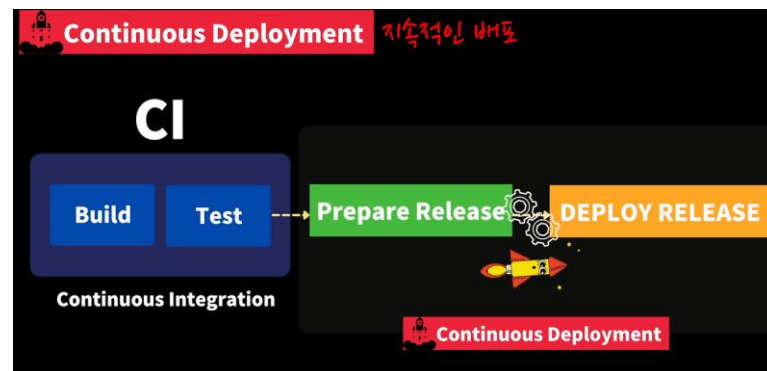 Continuous Deployment 지속적인 배포
CI
Build Test Prepare Release DEPLOY RELEASE
Continuous Integration
Continuous Deployment